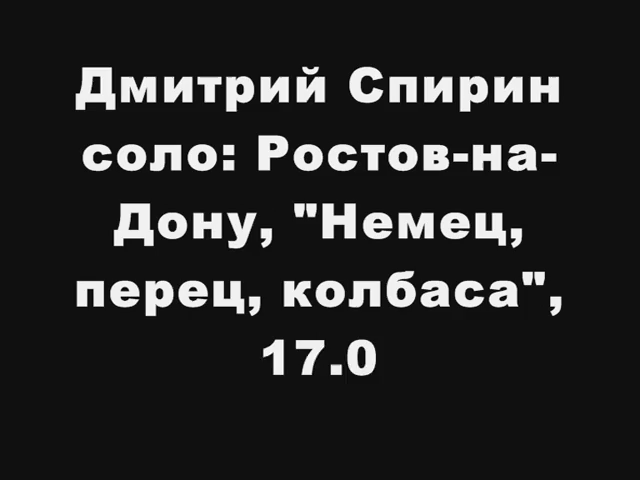 Дмитрий Спирин
соло: Ростов-на-
Дону, "Немец,
перец, колбаса",
17.0